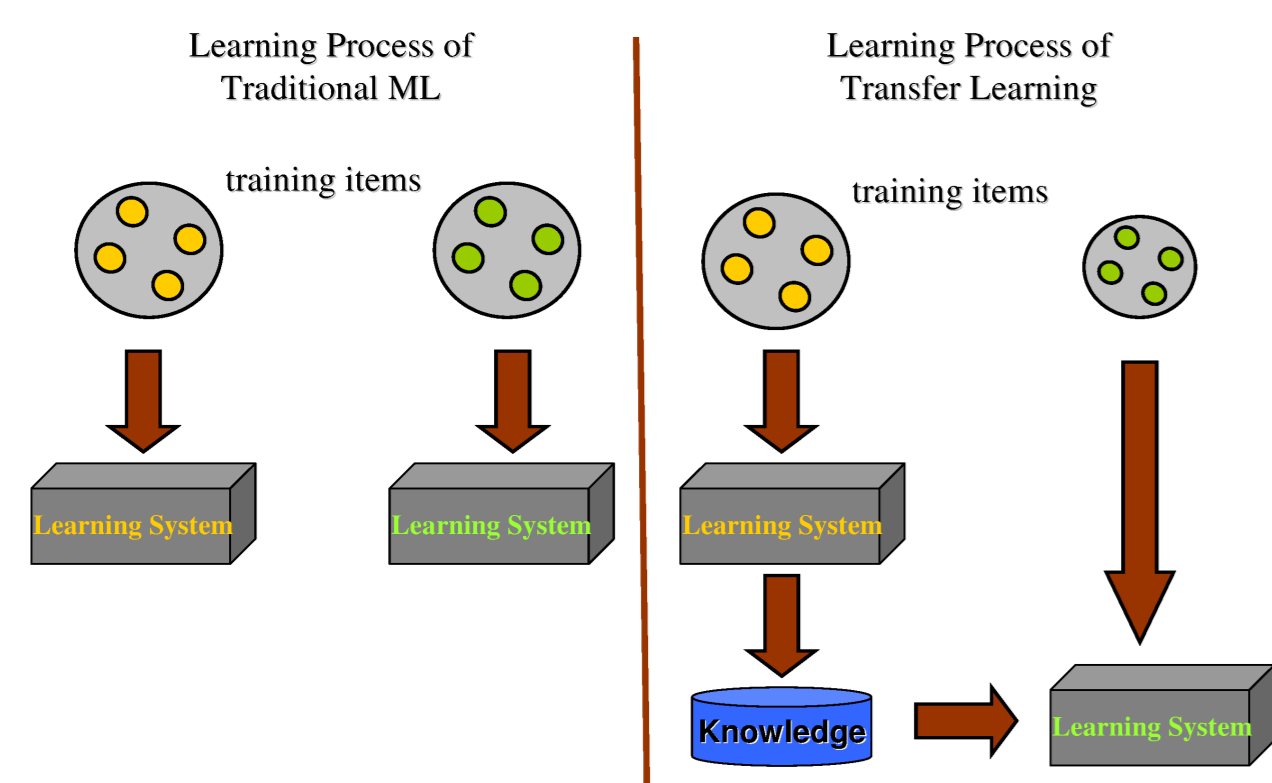 Learning Process of
Traditional ML
training items
Learning System
Learning System
Learning Process of
Transfer Learning
training items
Learning System
Knowledge
Learning System